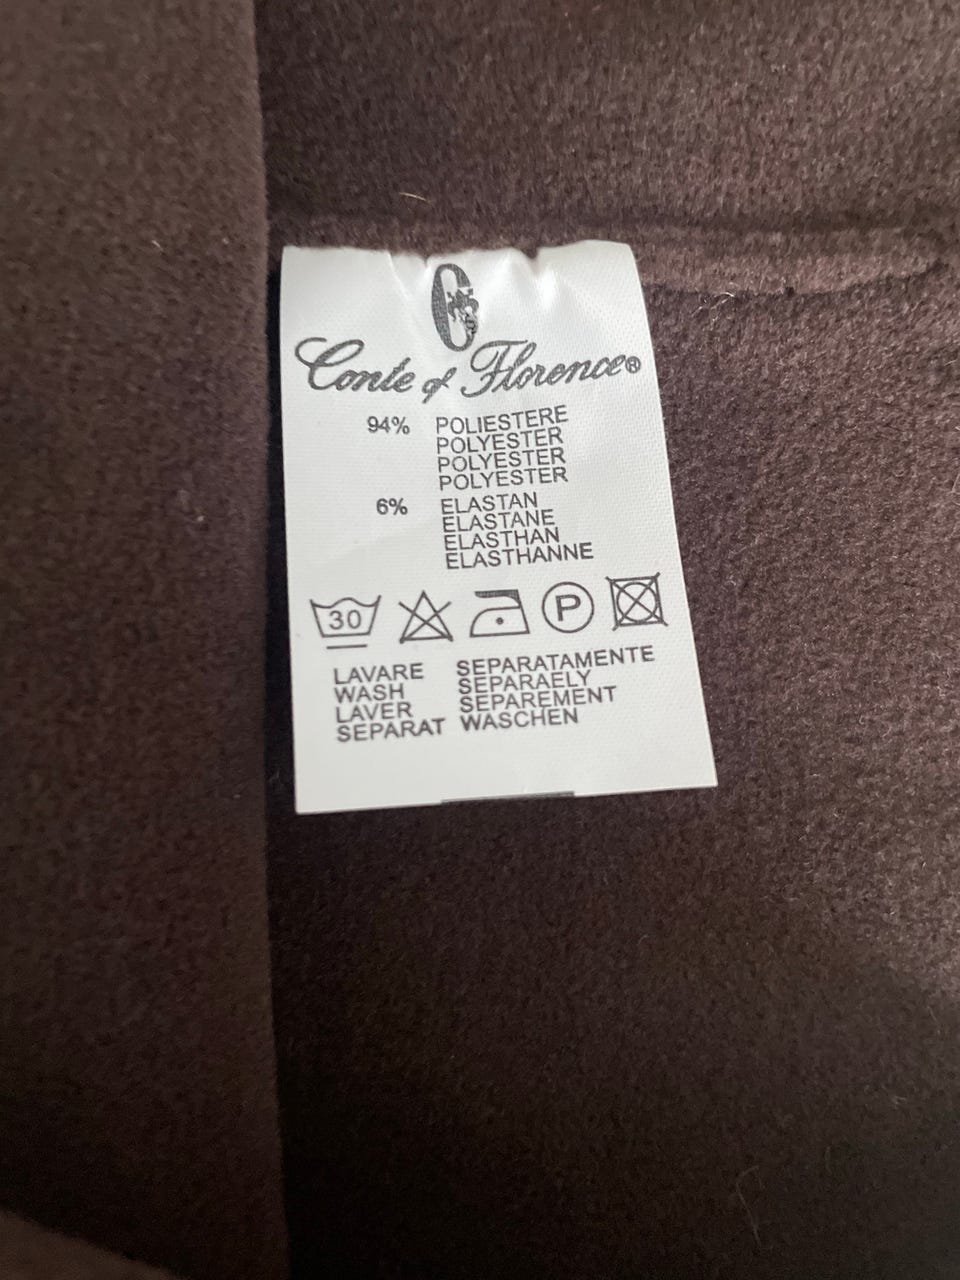 Conte of Florence®
94% POLIESTERE
POLYESTER
POLYESTER
POLYESTER
6% ELASTAN
ELASTANE
ELASTHAN
ELASTHANNE
30 P
LAVARE SEPARATAMENTE
WASH SEPARAELY
LAVER SEPAREMENT
SEPARAT WASCHEN